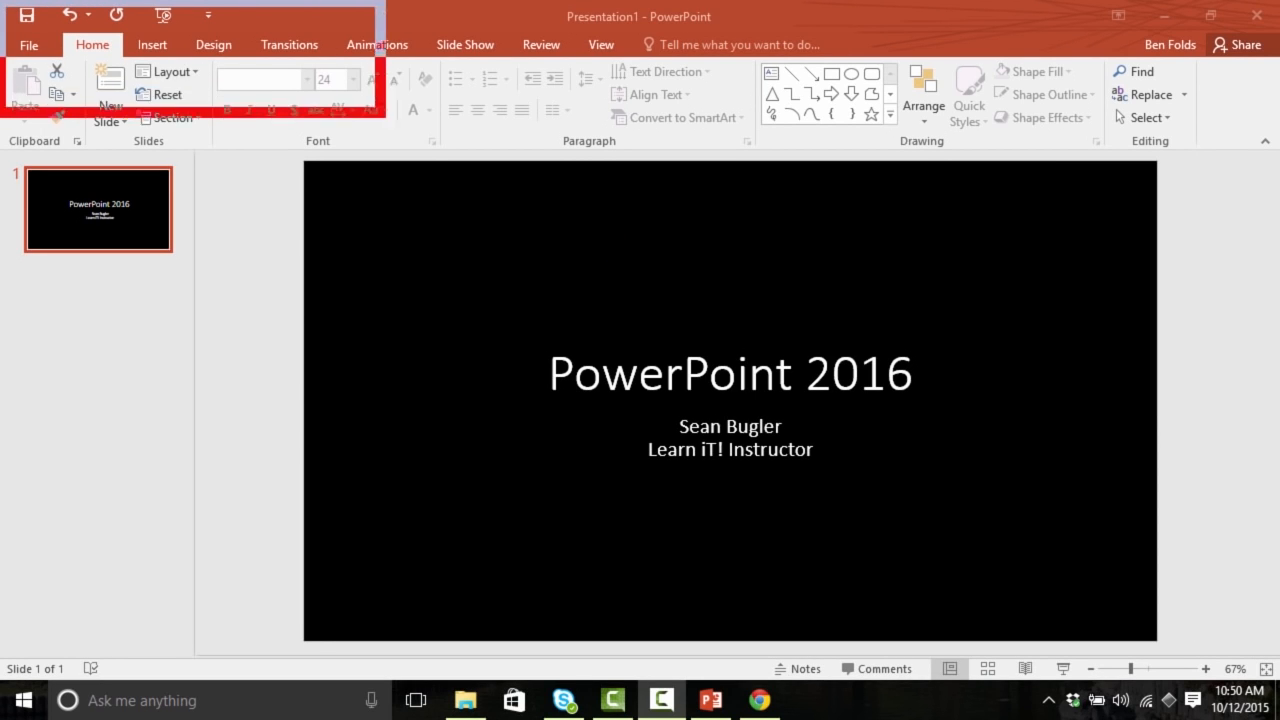 Presentation1 - PowerPoint
File Home Insert Design Transitions Animations Slide Show Review View Tell me what you want to do... Ben Folds Share
Layout 24 Text Direction Shape Fill Find
Reset Align Text Shape Outline Replace
Paste New Slide Section Convert to SmartArt Arrange Quick Styles Shape Effects Select
Clipboard Slides Font Paragraph Drawing Editing
1
PowerPoint 2016
Sean Bugler
Learn iT! Instructor
PowerPoint 2016
Sean Bugler
Learn iT! Instructor
Slide 1 of 1 Notes Comments 67%
Ask me anything 10:50 AM
10/12/2015